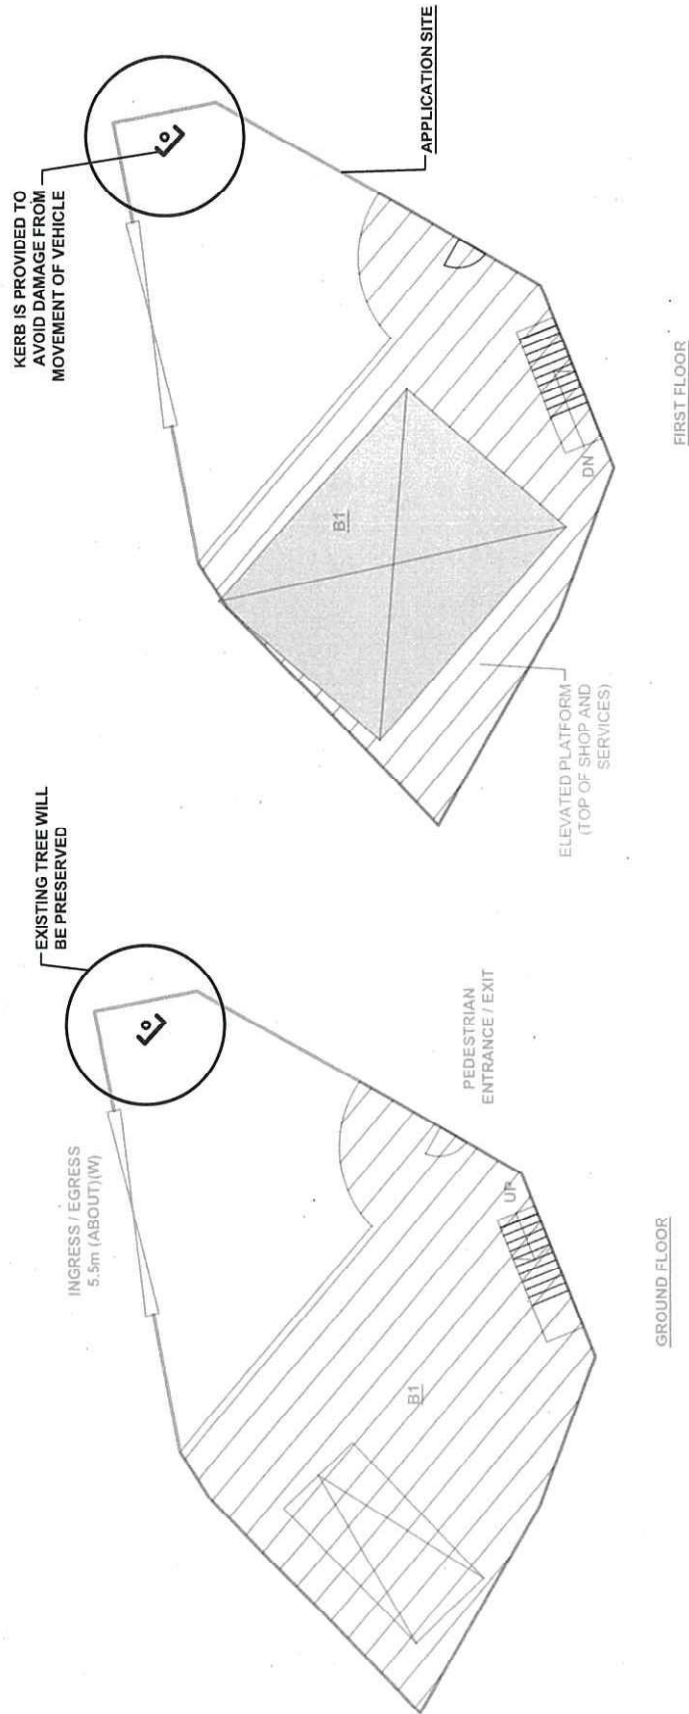 EXISTING TREE WILL
BE PRESERVED
INGRESS / EGRESS
5.5m (ABOUT)(W)
PEDESTRIAN
ENTRANCE / EXIT
UP
B1
GROUND FLOOR
KERB IS PROVIDED TO
AVOID DAMAGE FROM
MOVEMENT OF VEHICLE
APPLICATION SITE
B1
DN
ELEVATED PLATFORM
(TOP OF SHOP AND
SERVICES)
FIRST FLOOR